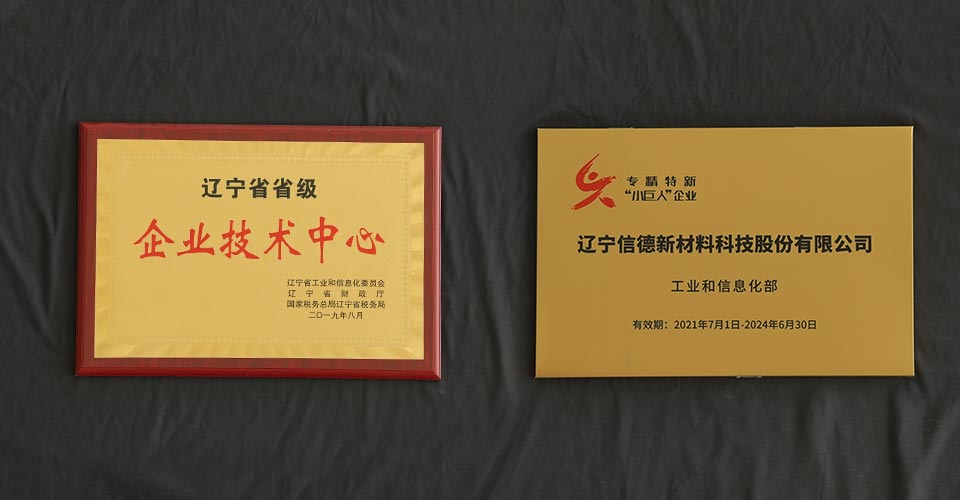 辽宁省省级
企业技术中心
辽宁省工业和信息化委员会
辽宁省财政厅
国家税务总局辽宁省税务局
二〇一九年八月
专精特新
“小巨人”企业
辽宁信德新材料科技股份有限公司
工业和信息化部
有效期：2021年7月1日-2024年6月30日